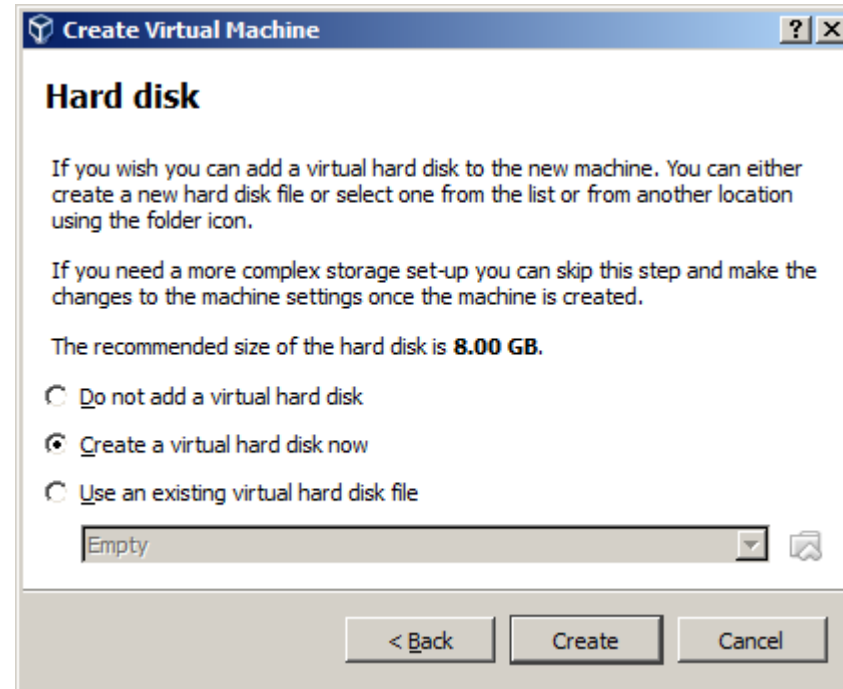 Create Virtual Machine
Hard disk
If you wish you can add a virtual hard disk to the new machine. You can either
create a new hard disk file or select one from the list or from another location
using the folder icon.
If you need a more complex storage set-up you can skip this step and make the
changes to the machine settings once the machine is created.
The recommended size of the hard disk is 8.00 GB.
Do not add a virtual hard disk
Create a virtual hard disk now
Use an existing virtual hard disk file
Empty
< Back Create Cancel